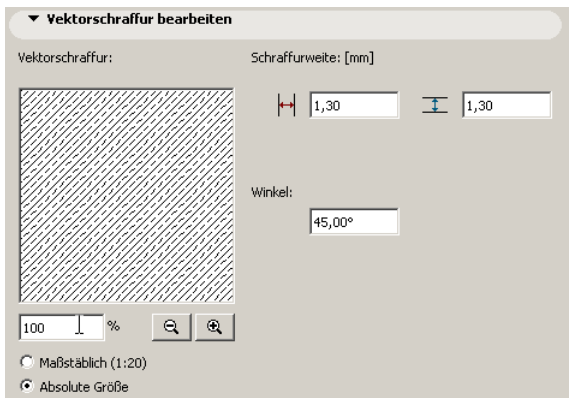 Vektorschraffur bearbeiten
Vektorschraffur:
Schraffurweite: [mm]
1,30
1,30
Winkel:
45,00°
100 %
Maßstäblich (1:20)
Absolute Größe